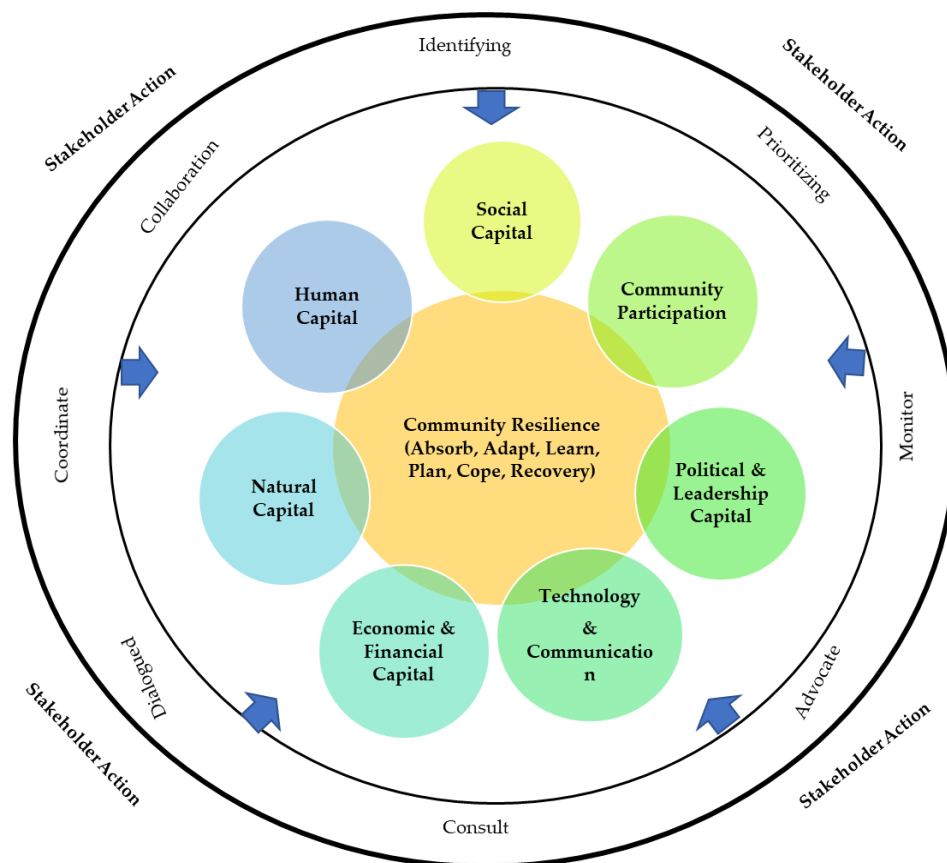 Identifying
Stakeholder Action
Stakeholder Action
Collaboration
Prioritizing
Social
Capital
Human
Capital
Community
Participation
Coordinate
Monitor
Community Resilience
(Absorb, Adapt, Learn,
Plan, Cope, Recovery)
Natural
Capital
Political &
Leadership
Capital
Economic &
Financial
Capital
Technology
&
Communicatio
n
Dialogued
Advocate
Stakeholder Action
Stakeholder Action
Consult